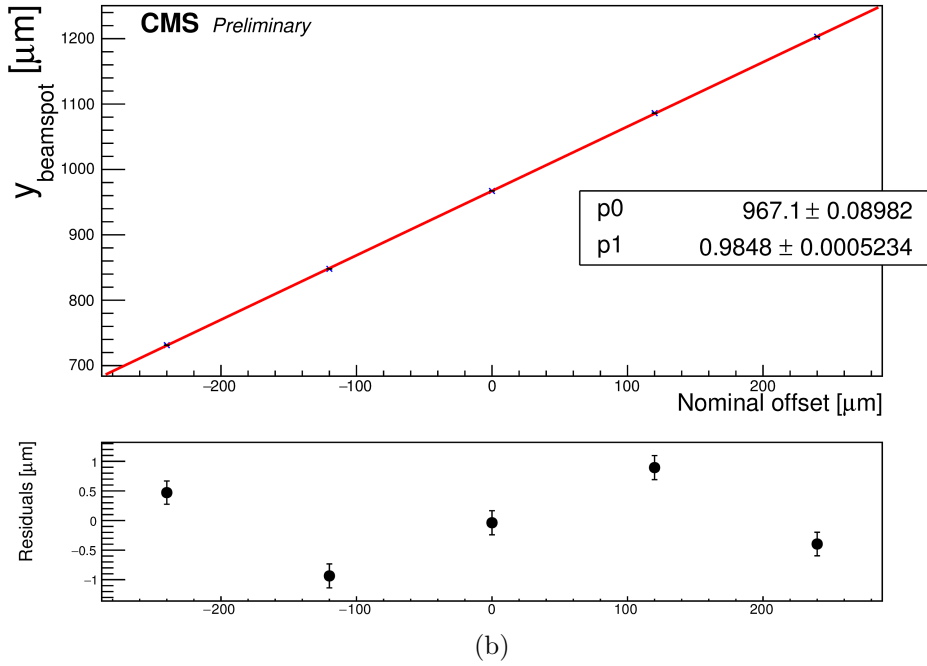 CMS Preliminary
y_beamspot [μm]
1200
1100
1000
900
800
700
p0 967.1 ± 0.08982
p1 0.9848 ± 0.0005234
−200 −100 0 100 200
Nominal offset [μm]
Residuals [μm]
1
0.5
0
−0.5
−1
−200 −100 0 100 200
(b)